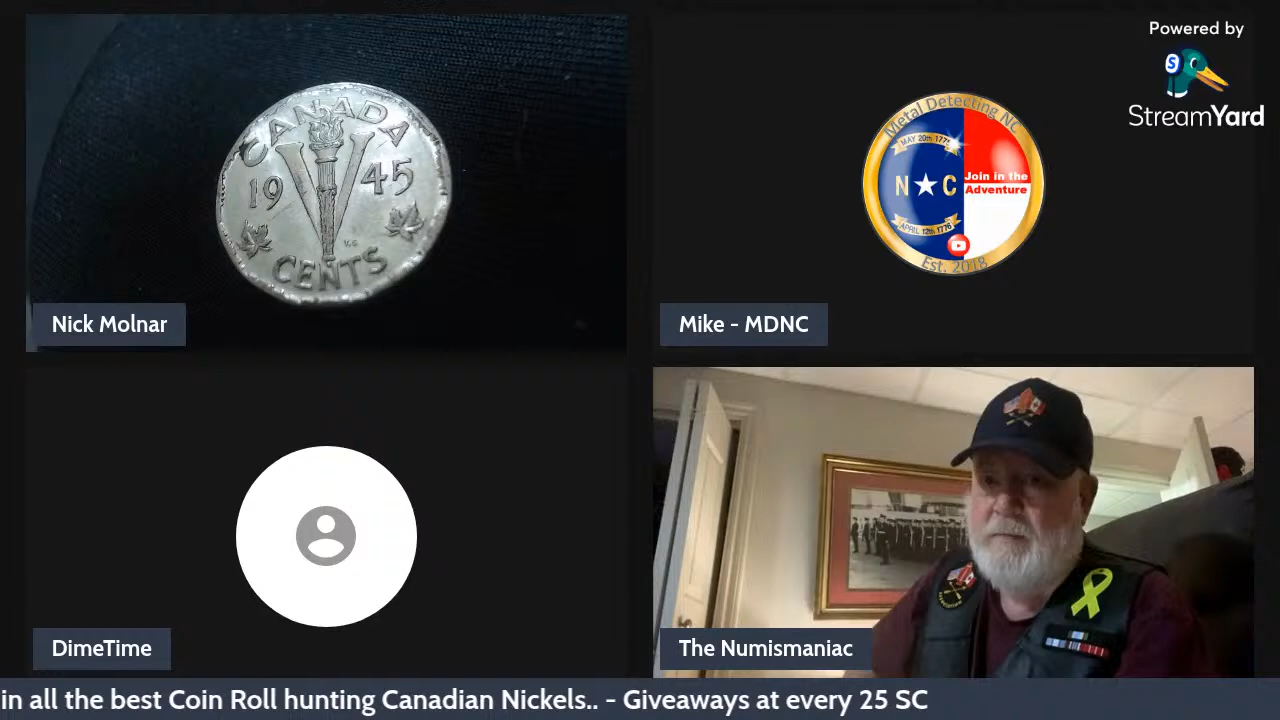 Powered by
StreamYard
CANADA
19 45
CENTS
Nick Molnar
Metal Detecting NC
MAY 20th 1775
N C
Join in the
Adventure
APRIL 12th 1776
Est. 2018
Mike - MDNC
DimeTime
The Numismaniac
in all the best Coin Roll hunting Canadian Nickels.. - Giveaways at every 25 SC